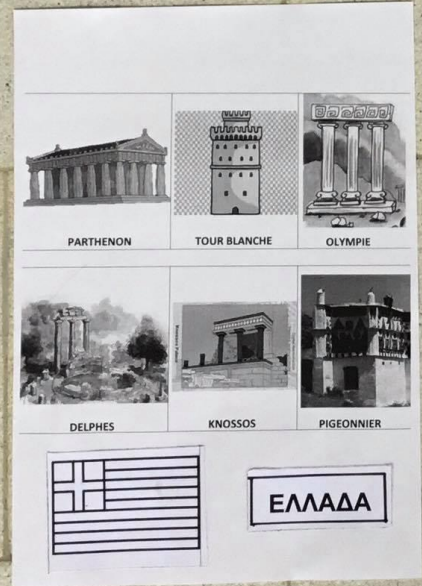 PARTHENON
TOUR BLANCHE
OLYMPIE
DELPHES
KNOSSOS
PIGEONNIER
ΕΛΛΑΔΑ